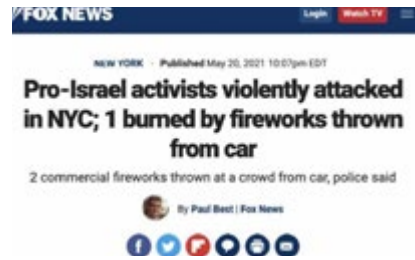 FOX NEWS
Login Watch TV
NEW YORK · Published May 20, 2021 10:07pm EDT
Pro-Israel activists violently attacked
in NYC; 1 burned by fireworks thrown
from car
2 commercial fireworks thrown at a crowd from car, police said
By Paul Best | Fox News